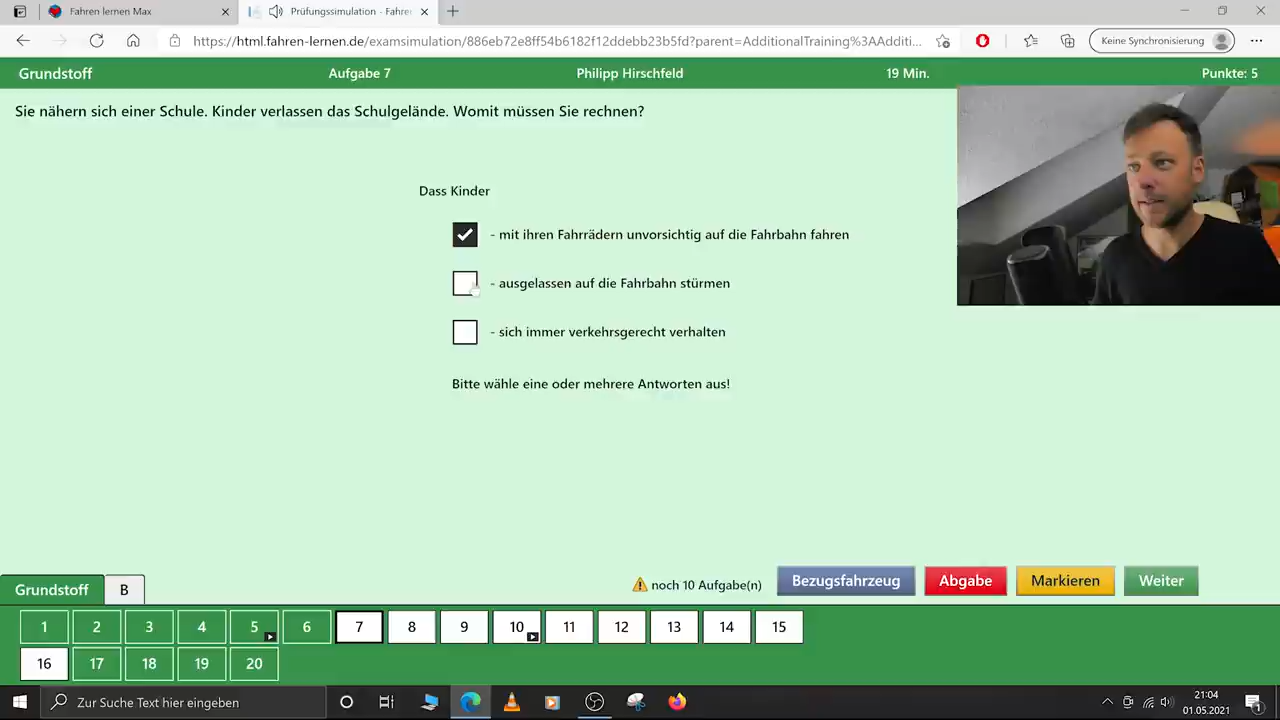 Fahren lernen Max
Prüfungssimulation - Fahre
https://html.fahren-lernen.de/examsimulation/886eb72e8ff54b6182f12ddebb23b5fd?parent=AdditionalTraining%3AAdditi...
Keine Synchronisierung
Grundstoff Aufgabe 7 Philipp Hirschfeld 19 Min. Punkte: 5
Sie nähern sich einer Schule. Kinder verlassen das Schulgelände. Womit müssen Sie rechnen?
Dass Kinder
- mit ihren Fahrrädern unvorsichtig auf die Fahrbahn fahren
- ausgelassen auf die Fahrbahn stürmen
- sich immer verkehrsgerecht verhalten
Bitte wähle eine oder mehrere Antworten aus!
Grundstoff B
noch 10 Aufgabe(n)
Bezugsfahrzeug Abgabe Markieren Weiter
1 2 3 4 5 6 7 8 9 10 11 12 13 14 15
16 17 18 19 20
Zur Suche Text hier eingeben
21:04
01.05.2021